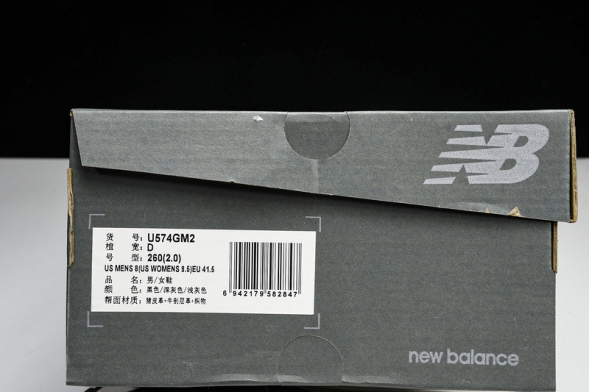 NB
货 号: U574GM2
楦 宽: D
号 型: 260(2.0)
US MENS 8(US WOMENS 9.5)EU 41.5
品 名: 男/女鞋
颜 色: 黑色/深灰色/浅灰色
帮面材质: 猪皮革+牛剖层革+织物
6 942179 582847
new balance